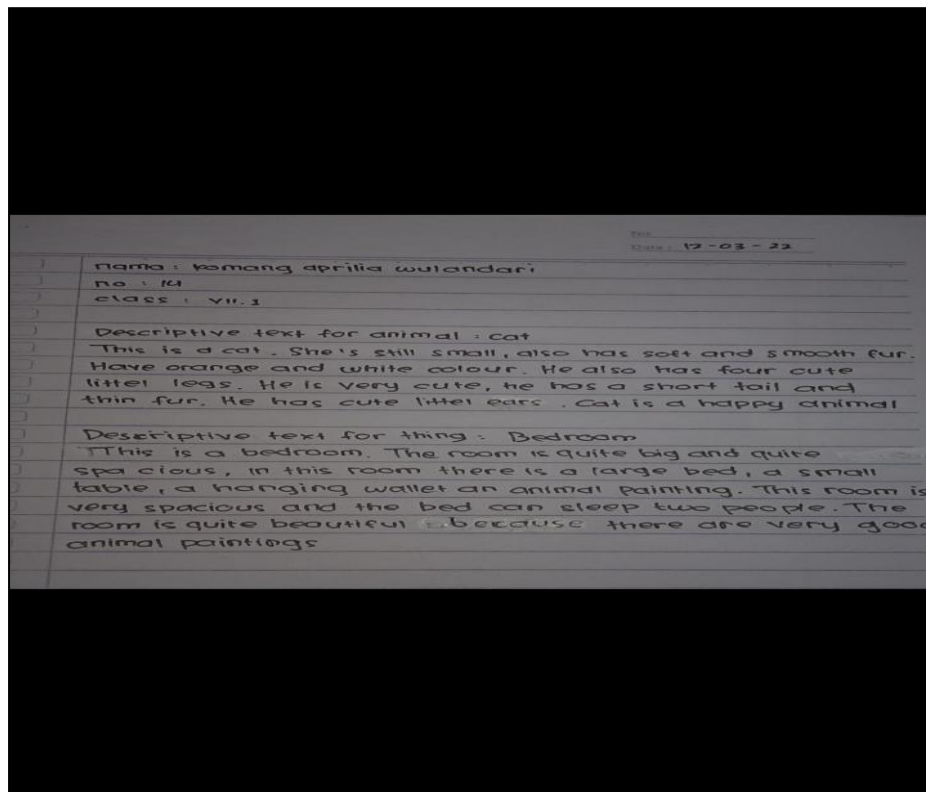 Date : 12-03-22
nama : komang aprilia wulandari
no : 14
class : VII.1
Descriptive text for animal : cat
This is a cat. She's still small, also has soft and smooth fur.
Have orange and white colour. He also has four cute
littel legs. He is very cute, he has a short tail and
thin fur. He has cute littel ears. Cat is a happy animal
Descriptive text for thing : Bedroom
This is a bedroom. The room is quite big and quite
spa cious, in this room there is a large bed, a small
table, a hanging wallet an animal painting. This room is
very spacious and the bed can sleep two people. The
room is quite beautiful because there are very good
animal paintings